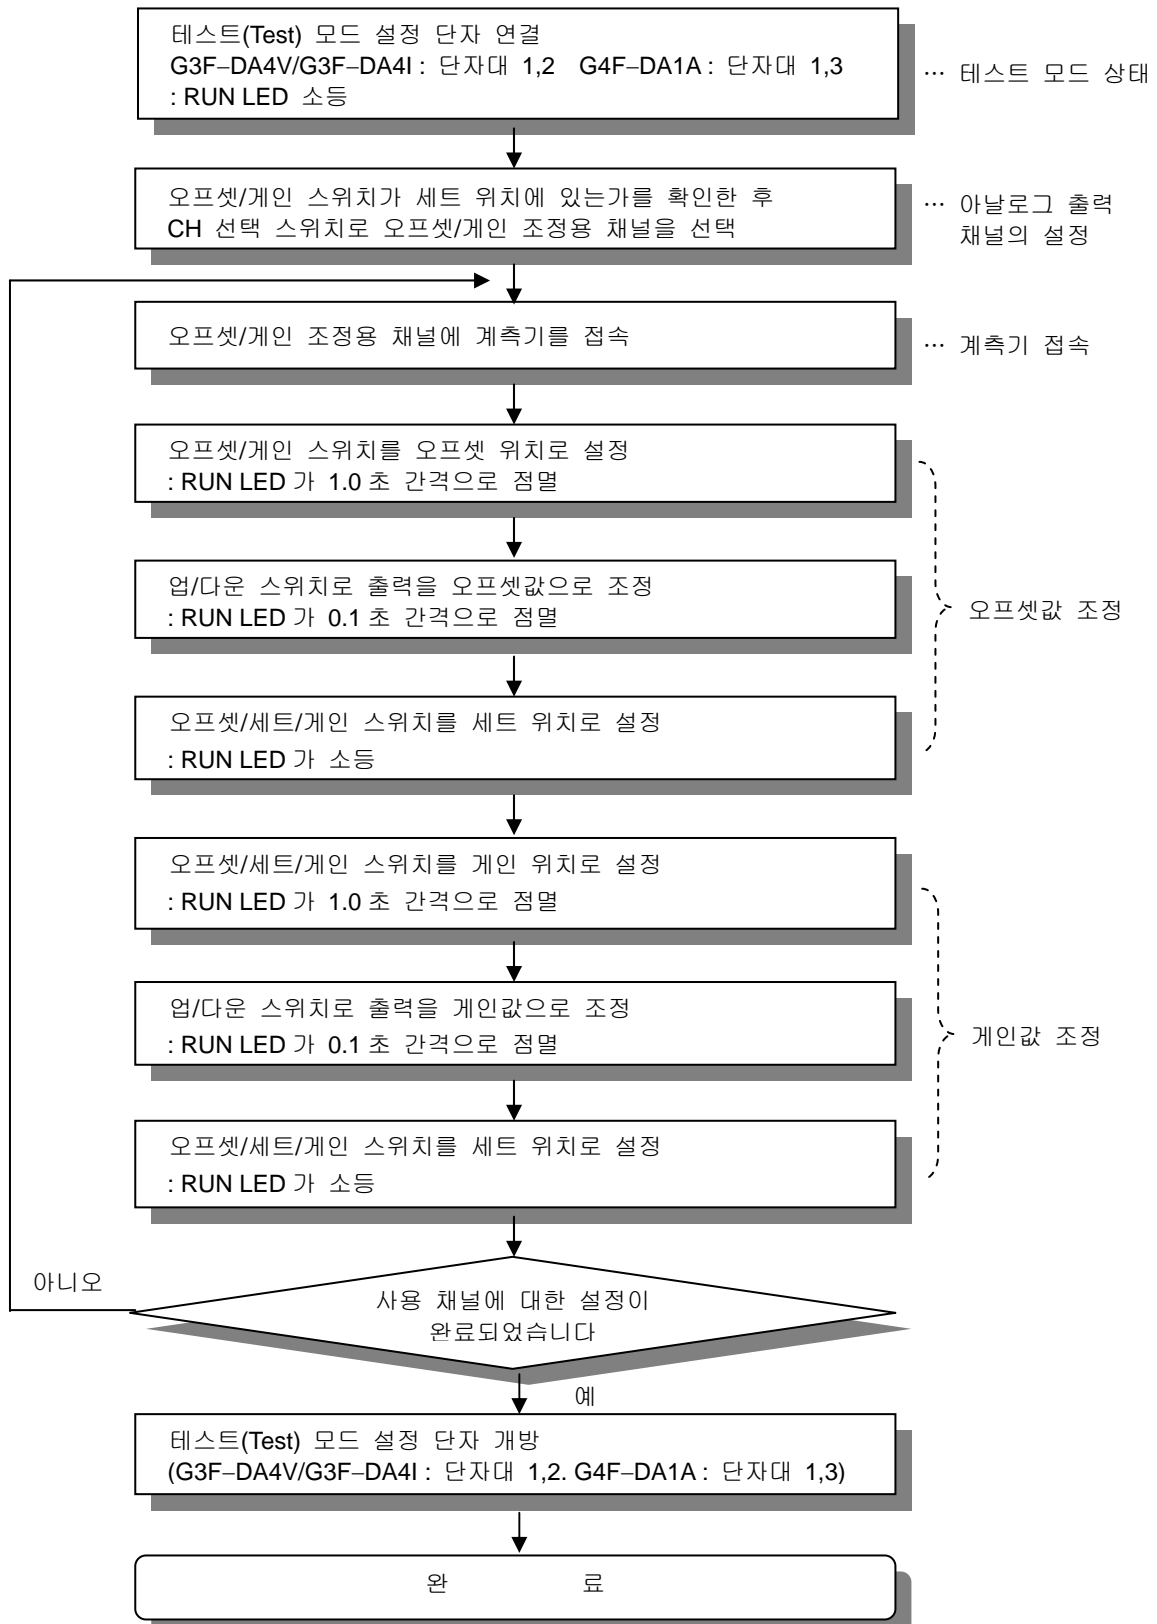 테스트(Test) 모드 설정 단자 연결
G3F–DA4V/G3F–DA4I : 단자대 1,2 G4F–DA1A : 단자대 1,3
: RUN LED 소등
… 테스트 모드 상태
오프셋/게인 스위치가 세트 위치에 있는가를 확인한 후
CH 선택 스위치로 오프셋/게인 조정용 채널을 선택
… 아날로그 출력
채널의 설정
오프셋/게인 조정용 채널에 계측기를 접속
… 계측기 접속
오프셋/게인 스위치를 오프셋 위치로 설정
: RUN LED 가 1.0 초 간격으로 점멸
업/다운 스위치로 출력을 오프셋값으로 조정
: RUN LED 가 0.1 초 간격으로 점멸
오프셋값 조정
오프셋/세트/게인 스위치를 세트 위치로 설정
: RUN LED 가 소등
오프셋/세트/게인 스위치를 게인 위치로 설정
: RUN LED 가 1.0 초 간격으로 점멸
업/다운 스위치로 출력을 게인값으로 조정
: RUN LED 가 0.1 초 간격으로 점멸
게인값 조정
오프셋/세트/게인 스위치를 세트 위치로 설정
: RUN LED 가 소등
아니오
사용 채널에 대한 설정이
완료되었습니다
예
테스트(Test) 모드 설정 단자 개방
(G3F–DA4V/G3F–DA4I : 단자대 1,2. G4F–DA1A : 단자대 1,3)
완 료